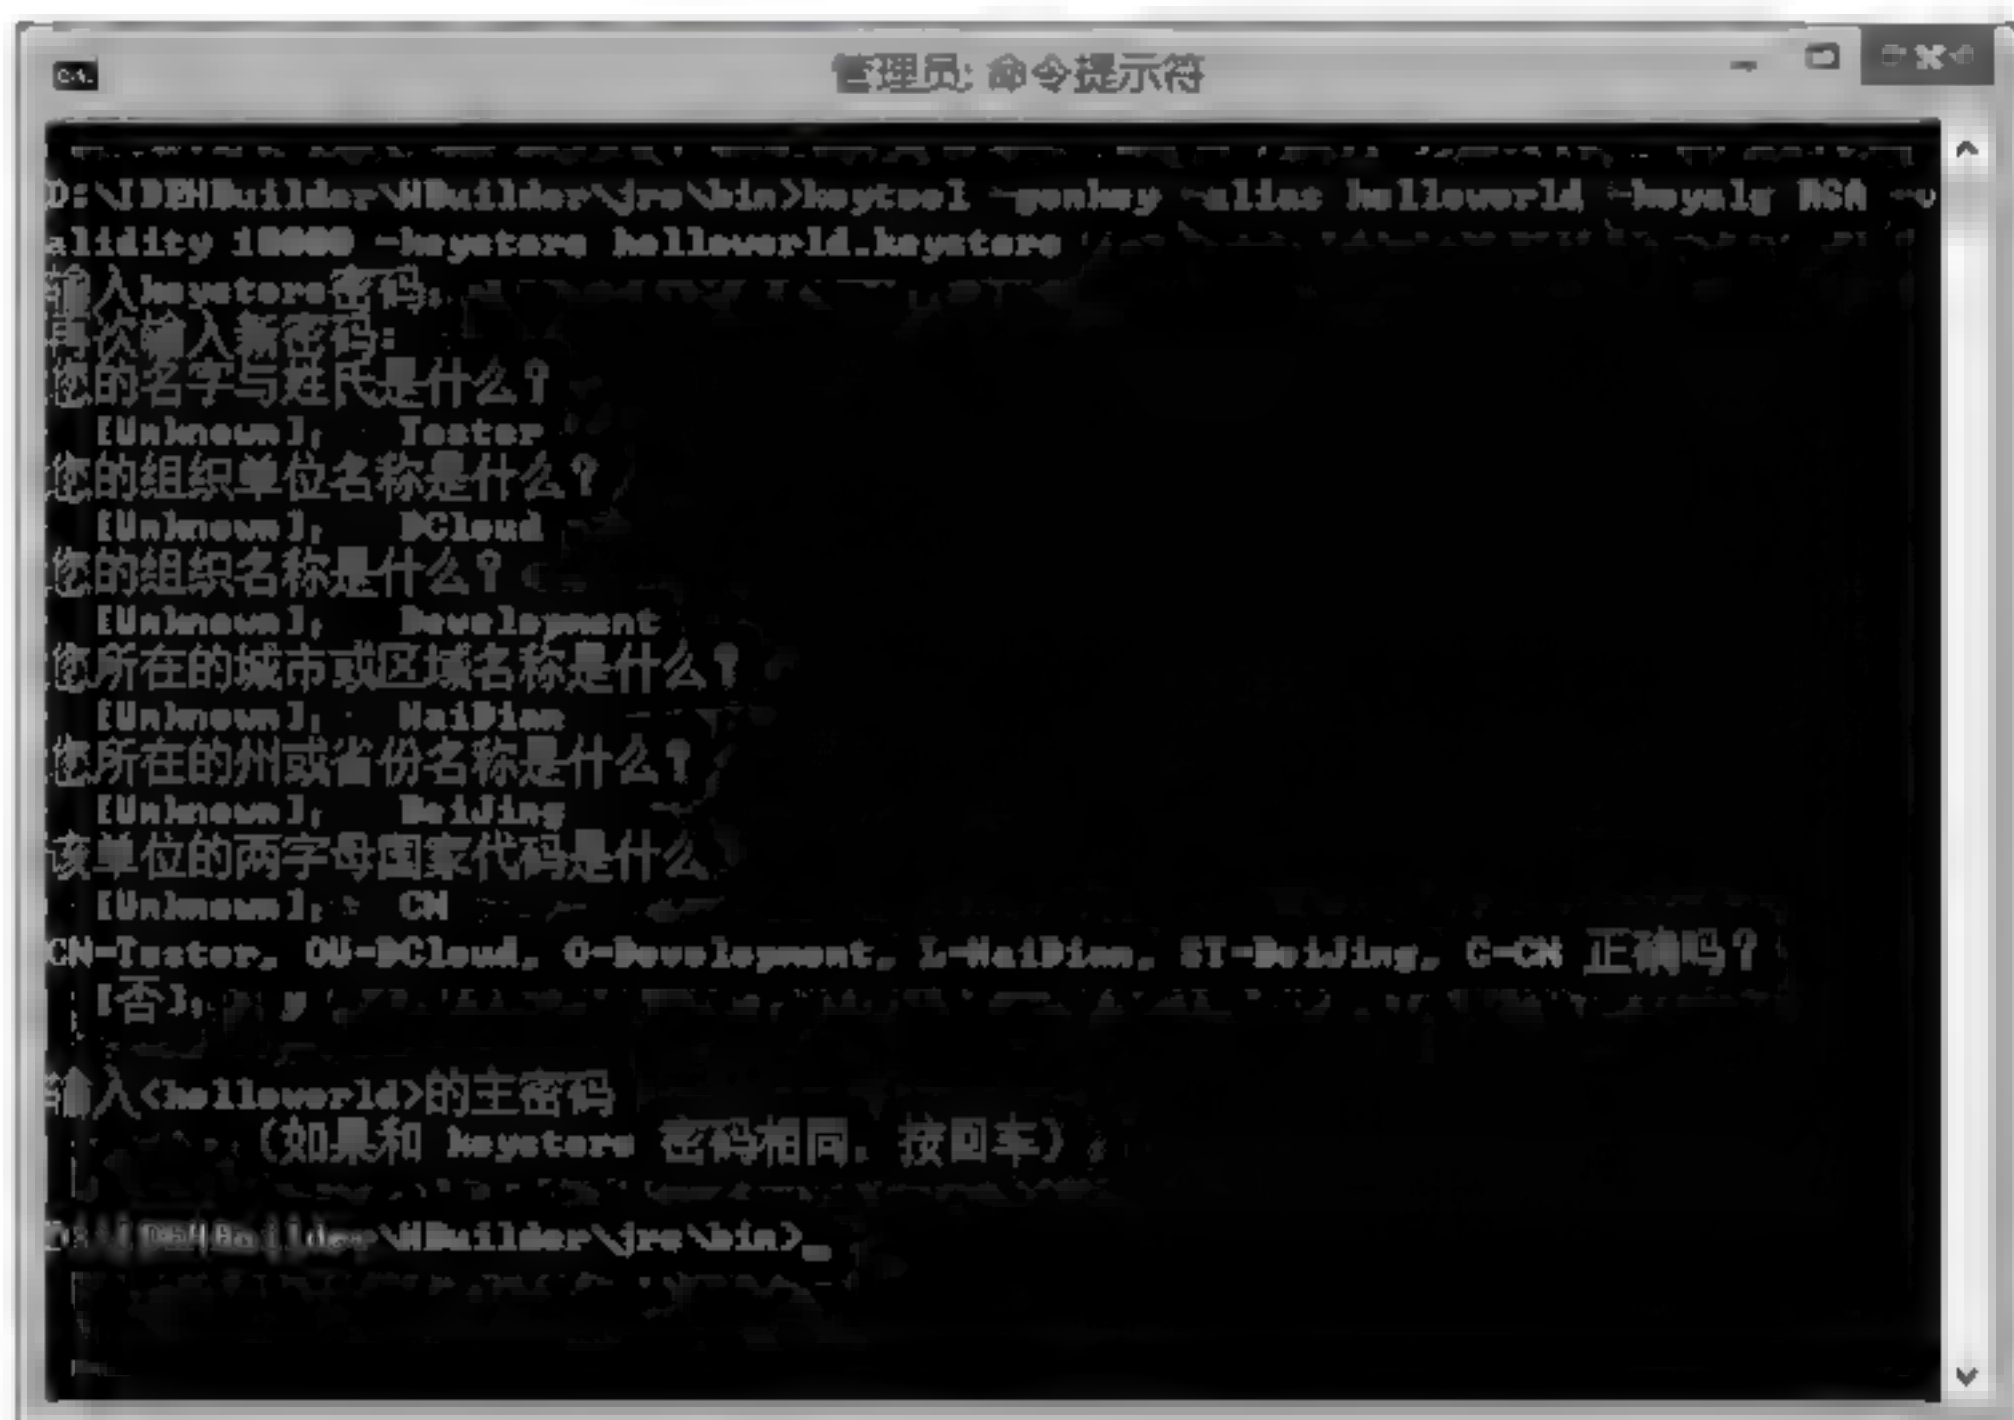 管理员: 命令提示符
D:\IDEHBuilder\HBuilder\jre\bin>keytool -genkey -alias helloworld -keyalg RSA -v
alidity 10000 -keystore helloworld.keystore
输入keystore密码:
再次输入新密码:
您的名字与姓氏是什么?
[Unknown]: Tester
您的组织单位名称是什么?
[Unknown]: DCloud
您的组织名称是什么?
[Unknown]: Development
您所在的城市或区域名称是什么?
[Unknown]: HaiDian
您所在的州或省份名称是什么?
[Unknown]: BeiJing
该单位的两字母国家代码是什么
[Unknown]: CN
CN=Tester, OU=DCloud, O=Development, L=HaiDian, ST=BeiJing, C=CN 正确吗?
[否]: y
输入<helloworld>的主密码
(如果和 keystore 密码相同, 按回车):
D:\IDEHBuilder\HBuilder\jre\bin>_